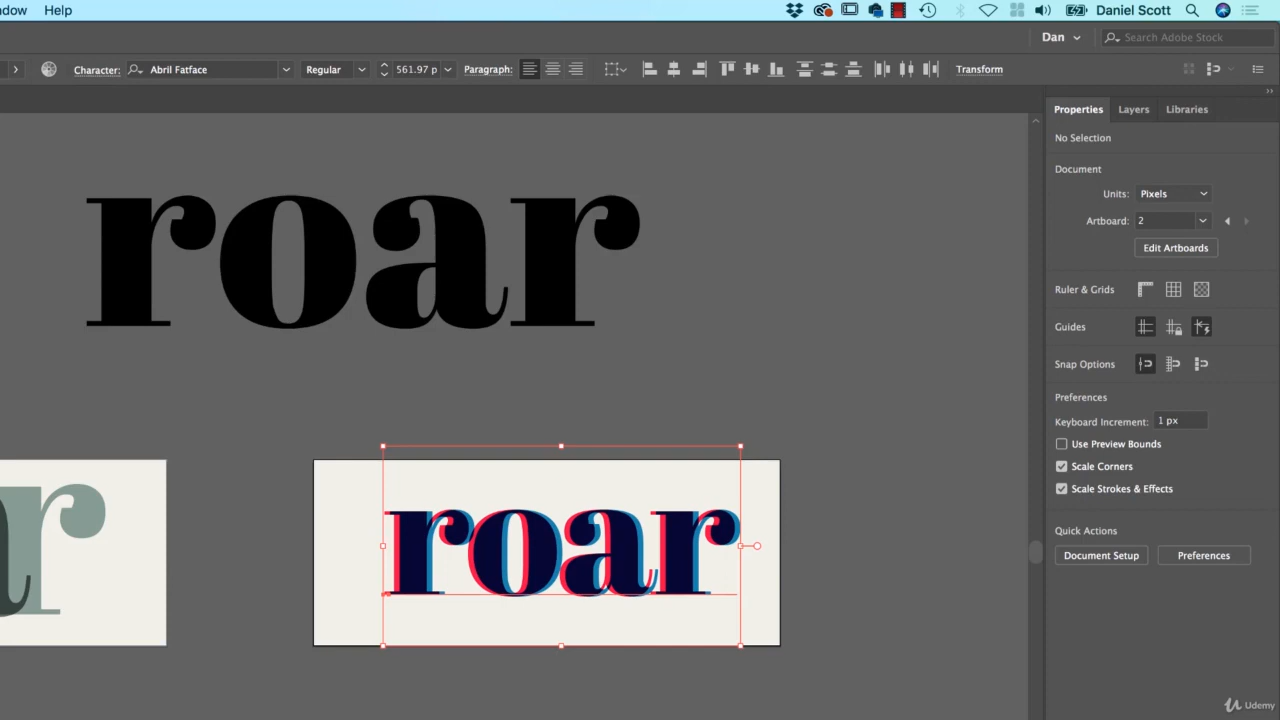 ndow Help Daniel Scott
Dan Search Adobe Stock
Character: Abril Fatface Regular 561.97 p Paragraph: Transform
Properties Layers Libraries
No Selection
Document
Units: Pixels
Artboard: 2
Edit Artboards
Ruler & Grids
Guides
Snap Options
Preferences
Keyboard Increment: 1 px
Use Preview Bounds
Scale Corners
Scale Strokes & Effects
Quick Actions
Document Setup Preferences
roar
ar
roar
Udemy